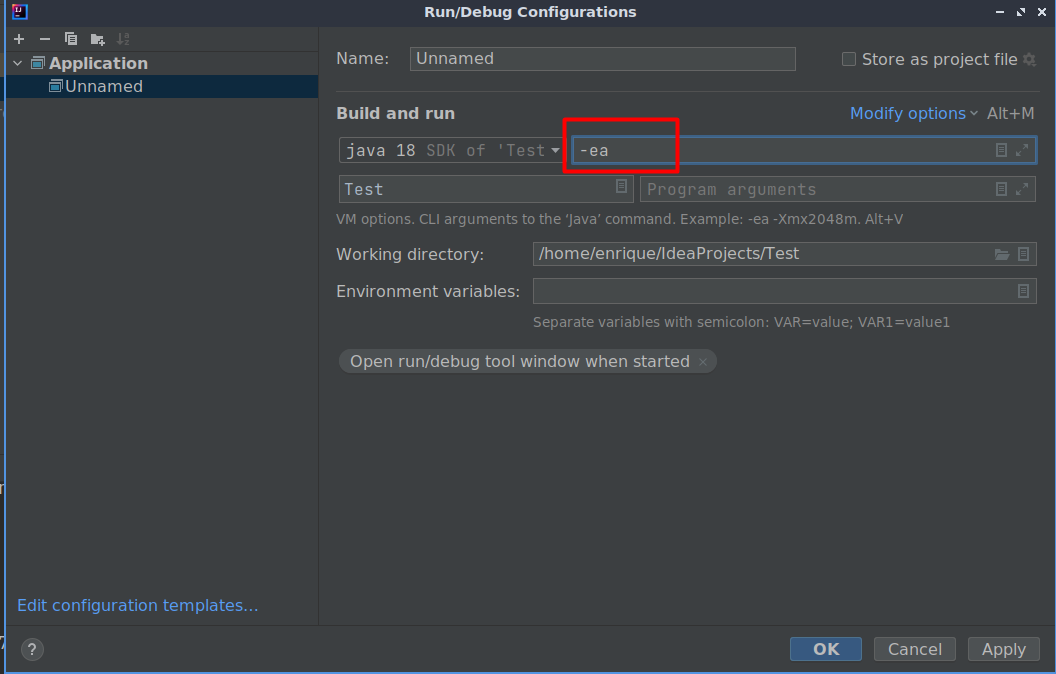 Run/Debug Configurations
Application
Unnamed
Name: Unnamed Store as project file
Build and run Modify options Alt+M
java 18 SDK of 'Test -ea
Test Program arguments
VM options. CLI arguments to the ‘Java’ command. Example: -ea -Xmx2048m. Alt+V
Working directory: /home/enrique/IdeaProjects/Test
Environment variables:
Separate variables with semicolon: VAR=value; VAR1=value1
Open run/debug tool window when started ×
Edit configuration templates...
? OK Cancel Apply